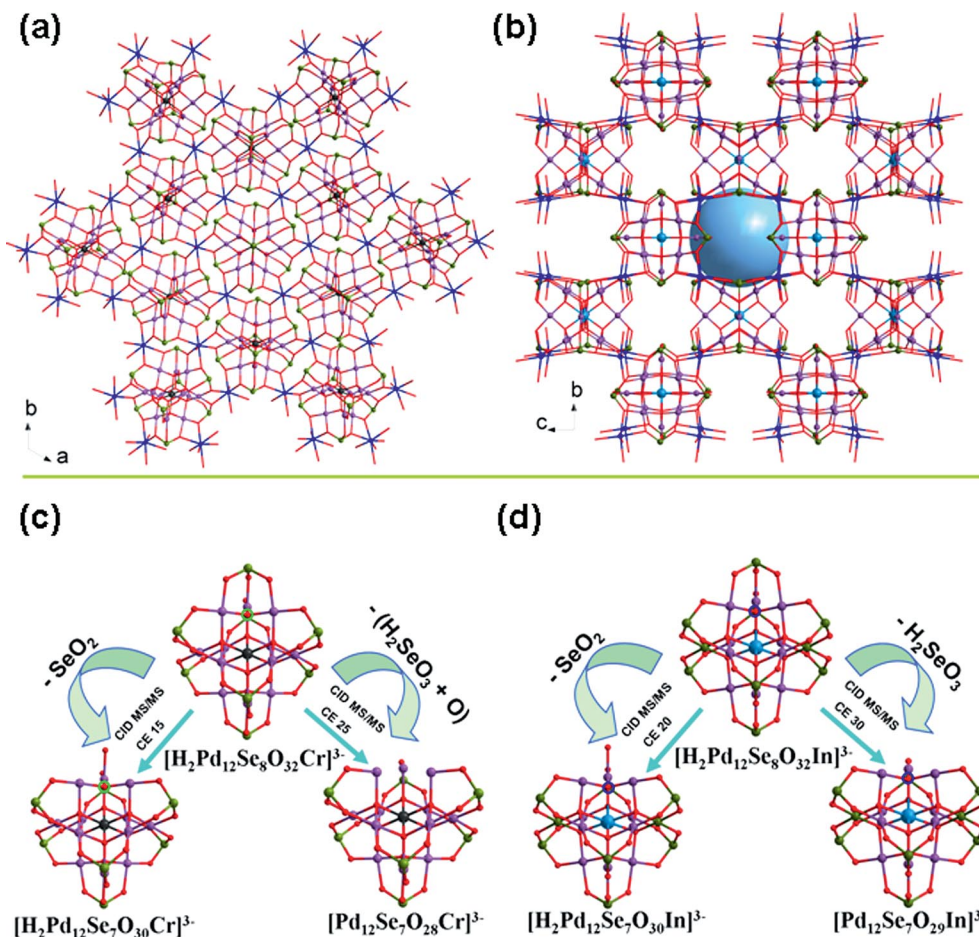 (a)
(b)
b
a
b
c
(c)
(d)
- SeO₂
CID MS/MS
CE 15
- (H₂SeO₃ + O)
CID MS/MS
CE 25
[H₂Pd₁₂Se₈O₃₂Cr]³⁻
[H₂Pd₁₂Se₇O₃₀Cr]³⁻
[Pd₁₂Se₇O₂₈Cr]³⁻
- SeO₂
CID MS/MS
CE 20
- H₂SeO₃
CID MS/MS
CE 30
[H₂Pd₁₂Se₈O₃₂In]³⁻
[H₂Pd₁₂Se₇O₃₀In]³⁻
[Pd₁₂Se₇O₂₉In]³⁻